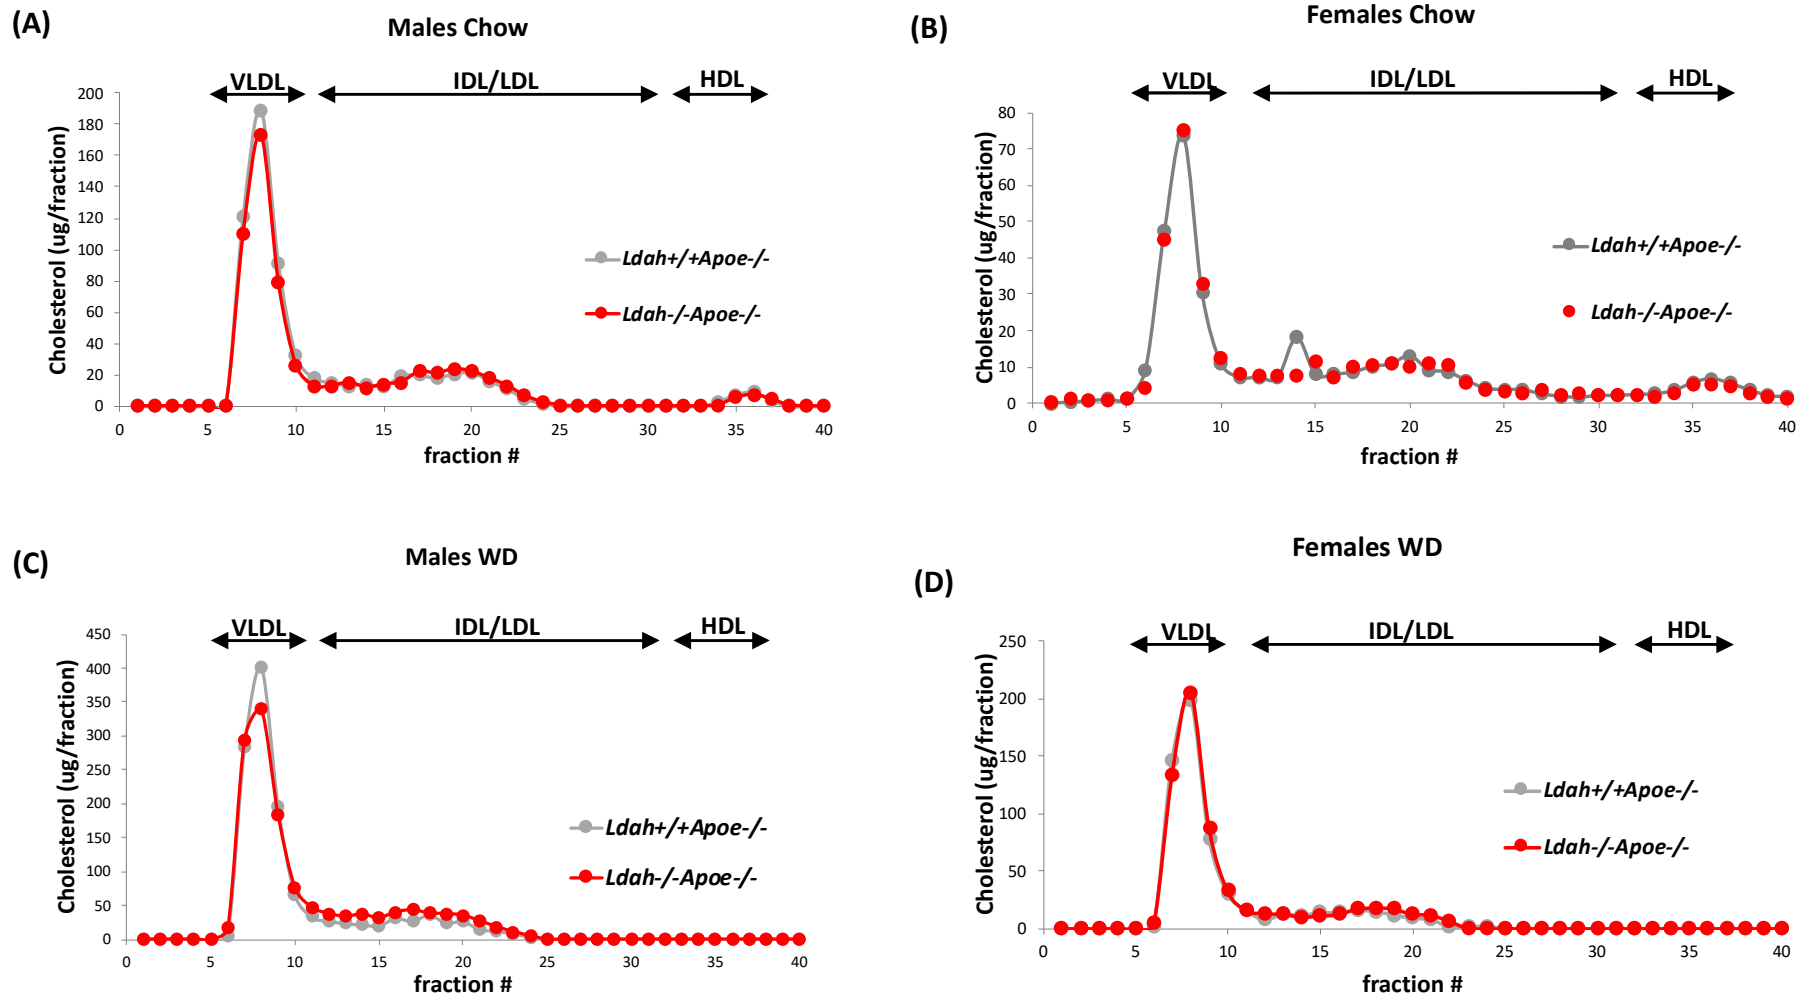 (A)
Males Chow
VLDL
IDL/LDL
HDL
Cholesterol (ug/fraction)
200
180
160
140
120
100
80
60
40
20
0
0 5 10 15 20 25 30 35 40
fraction #
Ldah+/+Apoe-/-
Ldah-/-Apoe-/-
(B)
Females Chow
VLDL
IDL/LDL
HDL
Cholesterol (ug/fraction)
80
70
60
50
40
30
20
10
0
0 5 10 15 20 25 30 35 40
fraction #
Ldah+/+Apoe-/-
Ldah-/-Apoe-/-
(C)
Males WD
VLDL
IDL/LDL
HDL
Cholesterol (ug/fraction)
450
400
350
300
250
200
150
100
50
0
0 5 10 15 20 25 30 35 40
fraction #
Ldah+/+Apoe-/-
Ldah-/-Apoe-/-
(D)
Females WD
VLDL
IDL/LDL
HDL
Cholesterol (ug/fraction)
250
200
150
100
50
0
0 5 10 15 20 25 30 35 40
fraction #
Ldah+/+Apoe-/-
Ldah-/-Apoe-/-